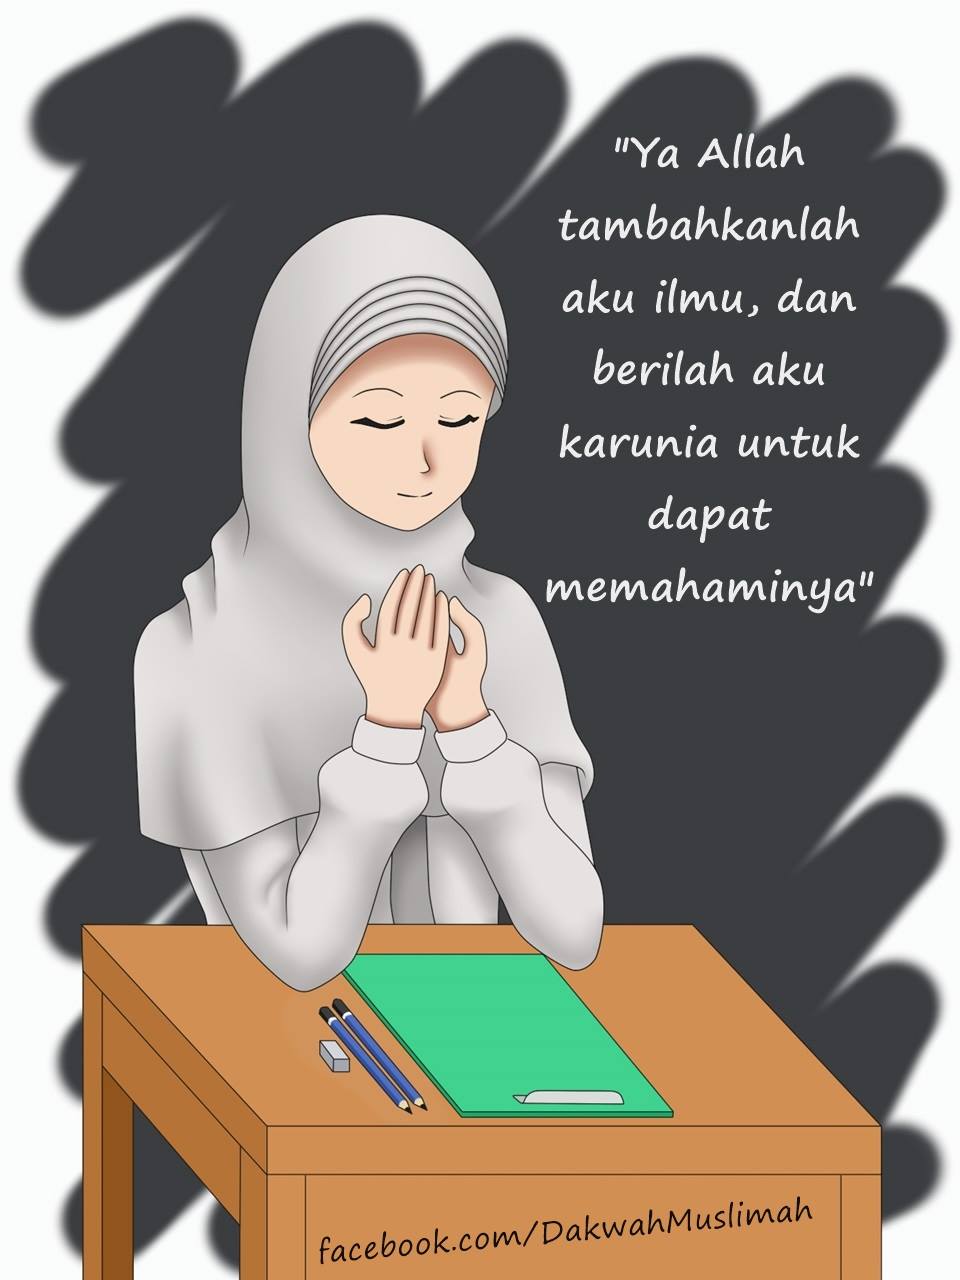 "Ya Allah
tambahkanlah
aku ilmu, dan
berilah aku
karunia untuk
dapat
memahaminya"
facebook.com/DakwahMuslimah